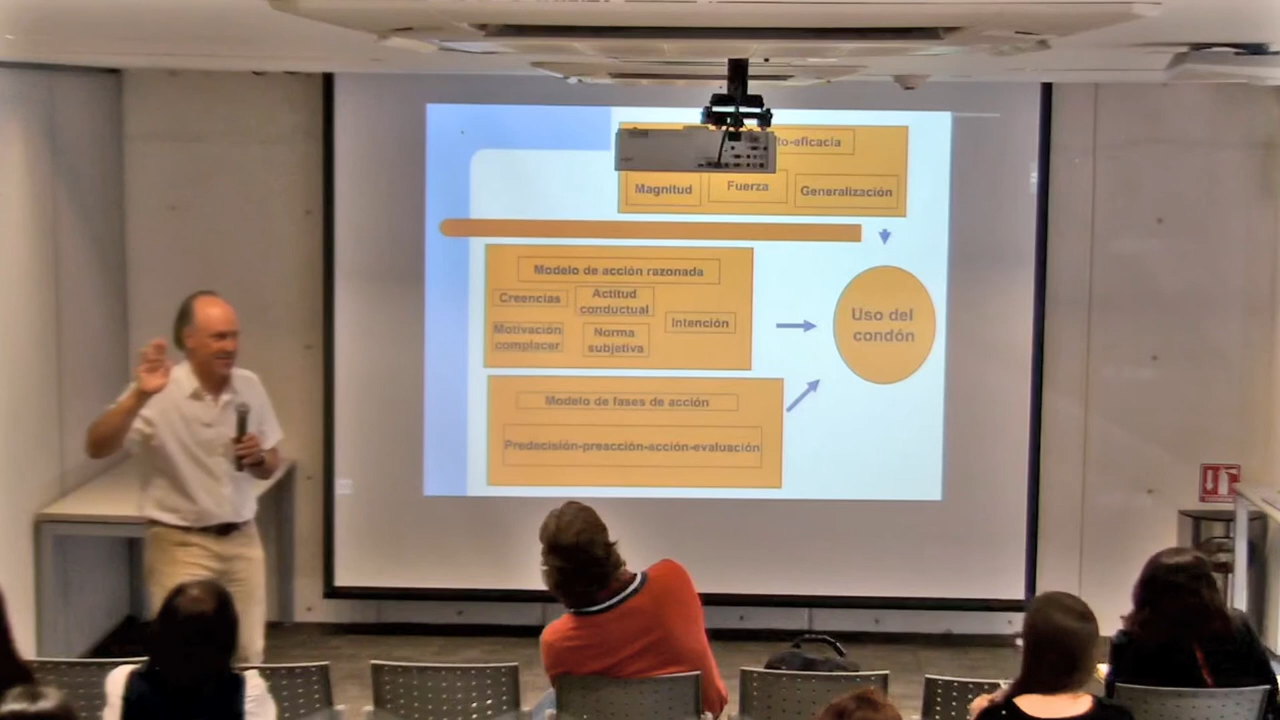 to-eficacia
Magnitud
Fuerza
Generalización
Modelo de acción razonada
Creencias
Actitud
conductual
Motivación
complacer
Norma
subjetiva
Intención
Uso del
condón
Modelo de fases de acción
Predecisión-preacción-acción-evaluación